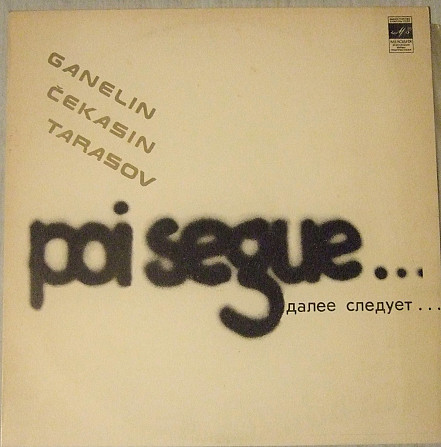 GANELIN
ČEKASIN
TARASOV
poi segue...
далее следует...